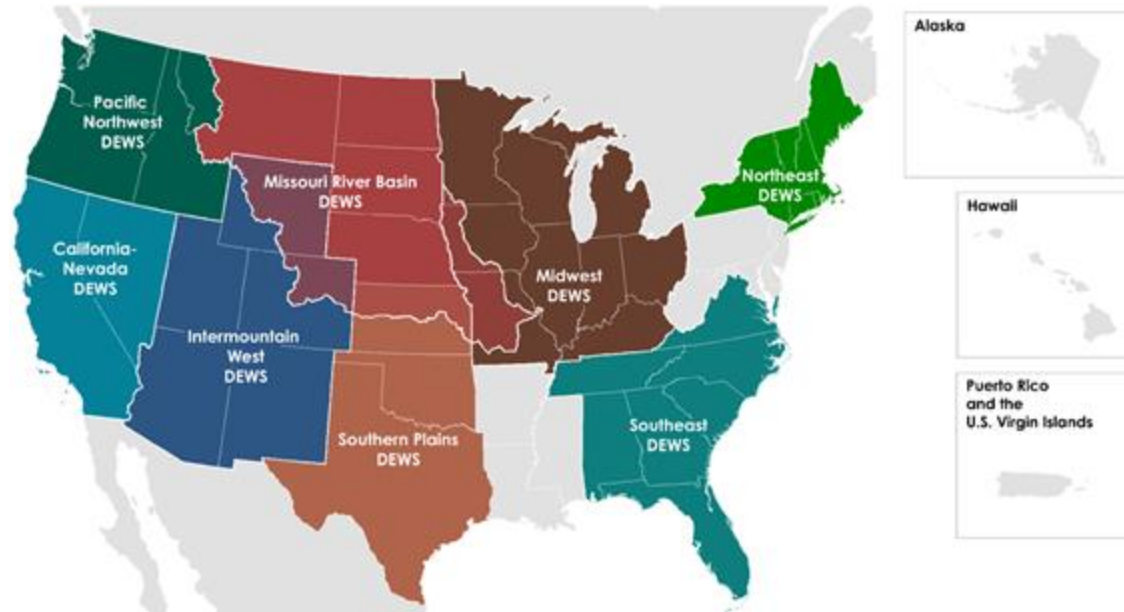 Pacific
Northwest
DEWS
Missouri River Basin
DEWS
Northeast
DEWS
California-
Nevada
DEWS
Midwest
DEWS
Intermountain
West
DEWS
Southern Plains
DEWS
Southeast
DEWS
Alaska
Hawaii
Puerto Rico
and the
U.S. Virgin Islands